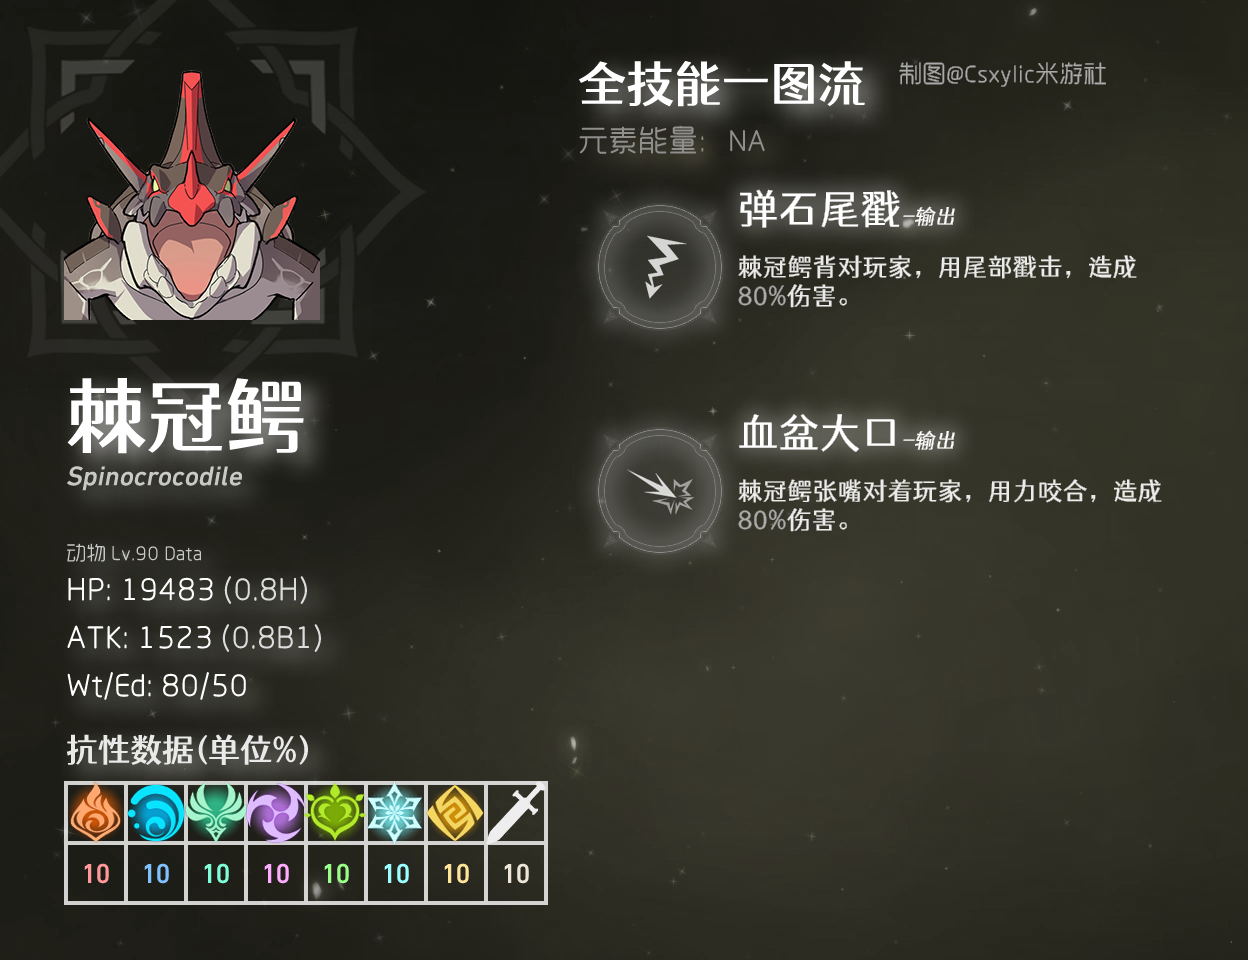 全技能一图流
制图@Csxylic米游社
元素能量: NA
弹石尾戳-输出
棘冠鳄背对玩家，用尾部戳击，造成
80%伤害。
血盆大口-输出
棘冠鳄张嘴对着玩家，用力咬合，造成
80%伤害。
棘冠鳄
Spinocrocodile
动物 Lv.90 Data
HP: 19483 (0.8H)
ATK: 1523 (0.8B1)
Wt/Ed: 80/50
抗性数据(单位%)
10 10 10 10 10 10 10 10